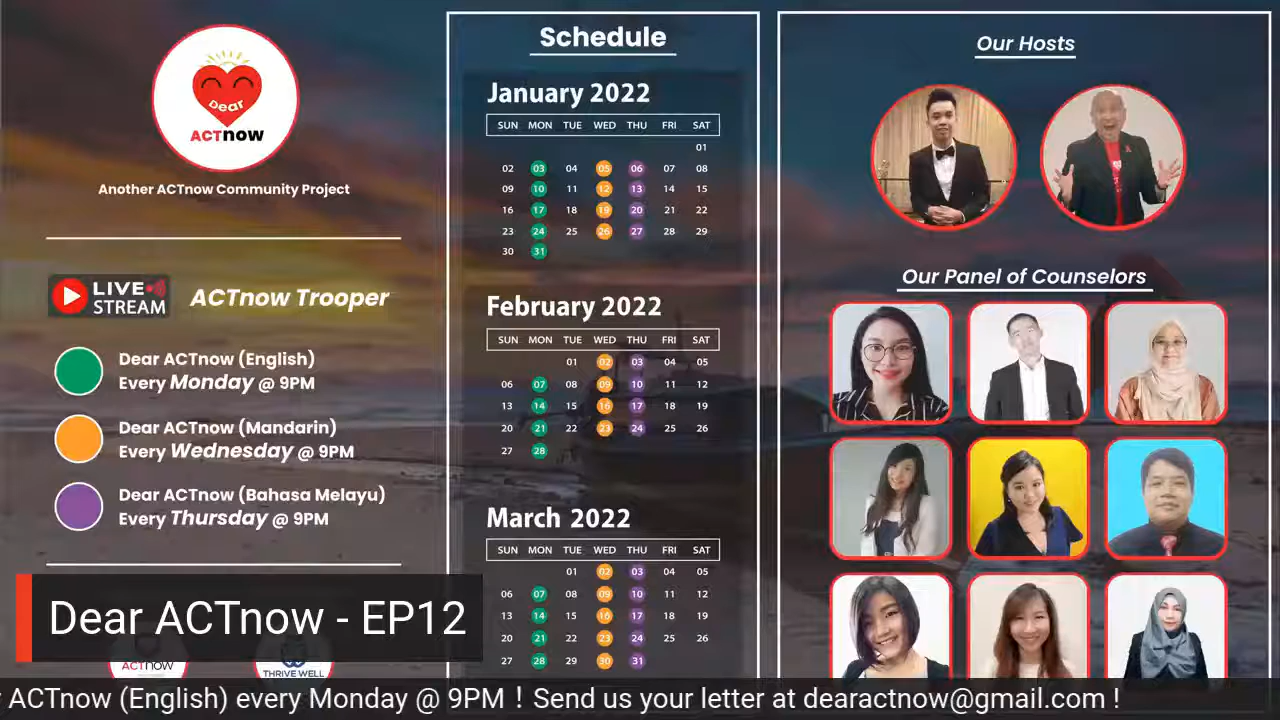 Dear
ACTnow
Another ACTnow Community Project
LIVE
STREAM
ACTnow Trooper
Dear ACTnow (English)
Every Monday @ 9PM
Dear ACTnow (Mandarin)
Every Wednesday @ 9PM
Dear ACTnow (Bahasa Melayu)
Every Thursday @ 9PM
Schedule
January 2022
SUN MON TUE WED THU FRI SAT
01
02 03 04 05 06 07 08
09 10 11 12 13 14 15
16 17 18 19 20 21 22
23 24 25 26 27 28 29
30 31
February 2022
SUN MON TUE WED THU FRI SAT
01 02 03 04 05
06 07 08 09 10 11 12
13 14 15 16 17 18 19
20 21 22 23 24 25 26
27 28
March 2022
SUN MON TUE WED THU FRI SAT
01 02 03 04 05
06 07 08 09 10 11 12
13 14 15 16 17 18 19
20 21 22 23 24 25 26
27 28 29 30 31
Our Hosts
Our Panel of Counselors
Dear ACTnow - EP12
ACTNOW
THRIVE WELL
ACTnow (English) every Monday @ 9PM ! Send us your letter at dearactnow@gmail.com !